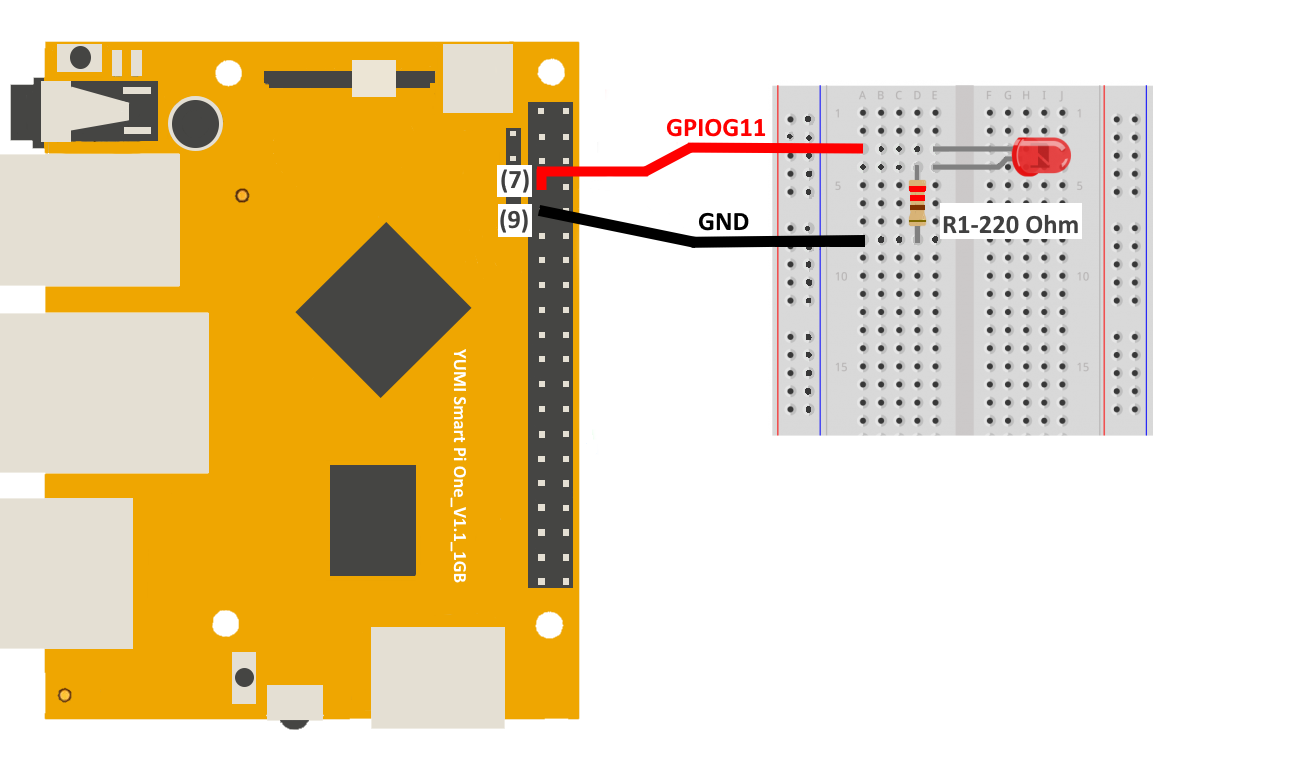 GPIOG11
(7)
(9)
GND
R1-220 Ohm
YUMI Smart Pi One_V1.1_1GB
A B C D E F G H I J
1 1
5 5
10 10
15 15